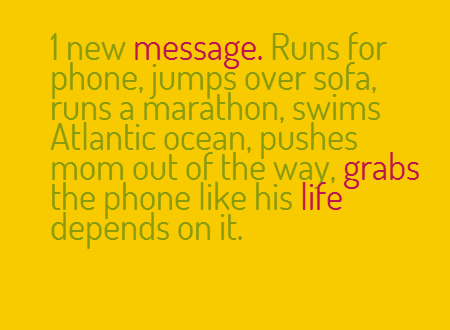 1 new message. Runs for
phone, jumps over sofa,
runs a marathon, swims
Atlantic ocean, pushes
mom out of the way, grabs
the phone like his life
depends on it.